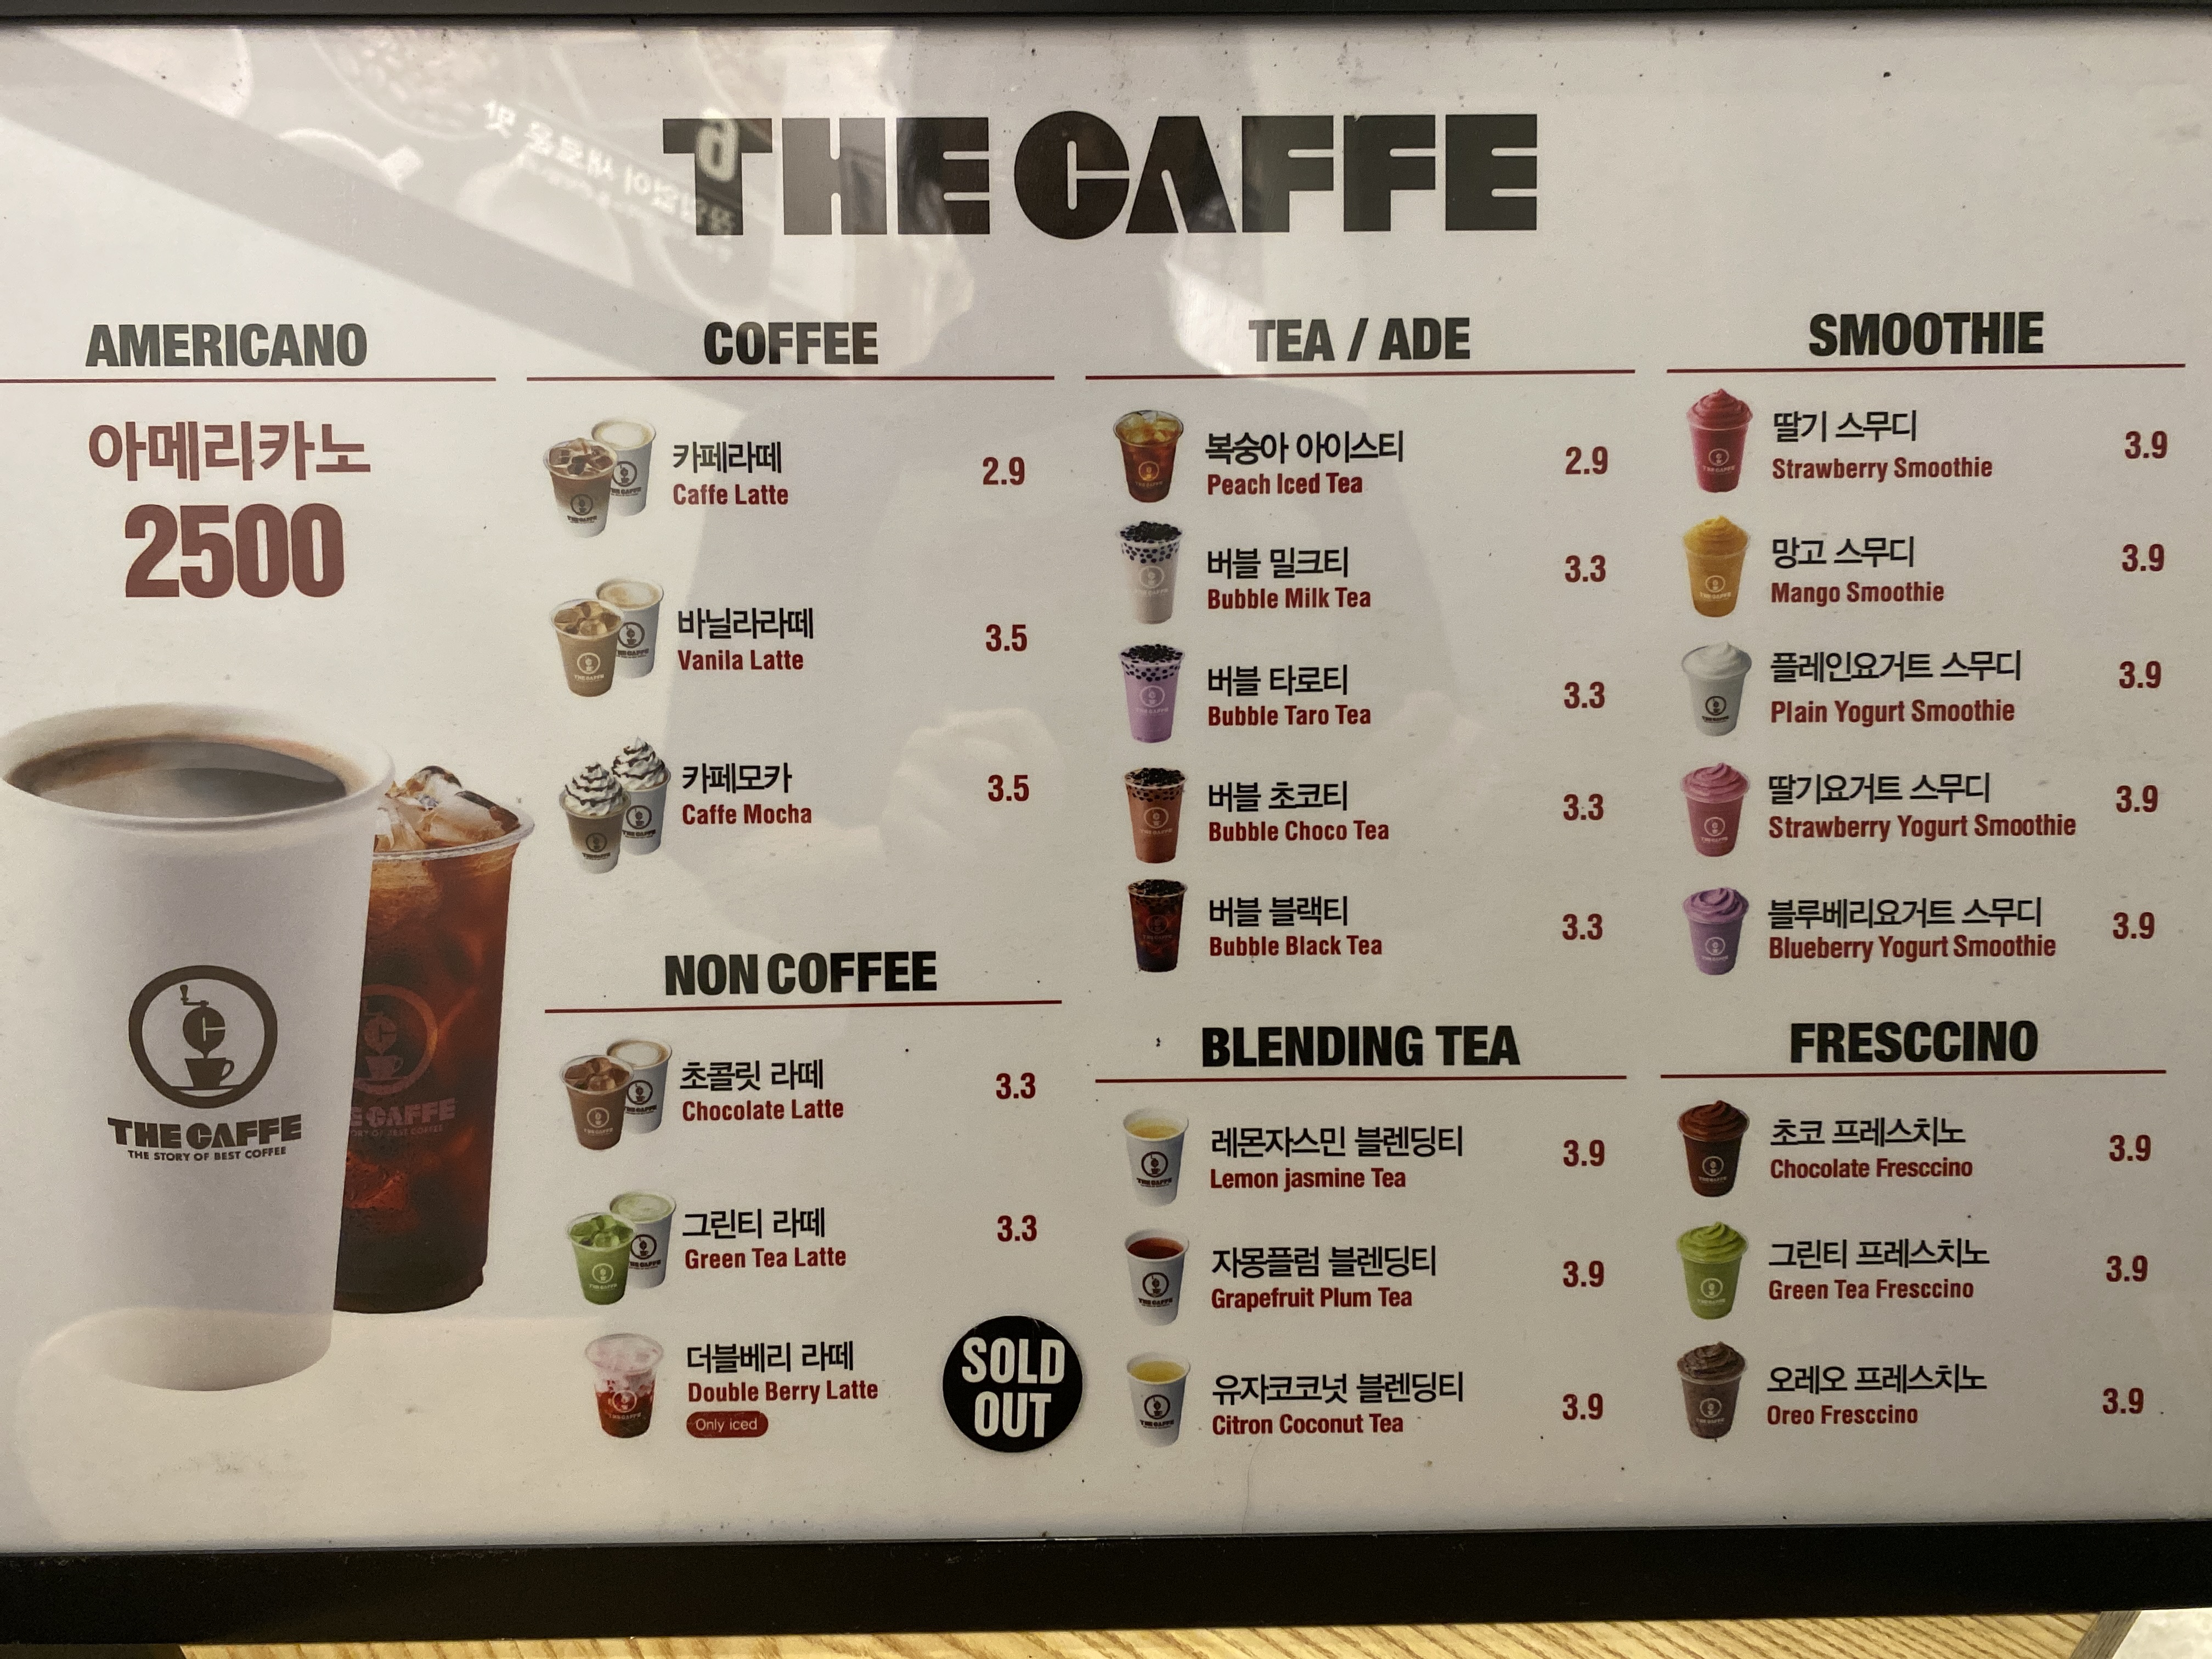 THE CAFFE
AMERICANO
아메리카노
2500
THE CAFFE
THE STORY OF BEST COFFEE
COFFEE
카페라떼
Caffe Latte
2.9
바닐라라떼
Vanila Latte
3.5
카페모카
Caffe Mocha
3.5
NON COFFEE
초콜릿 라떼
Chocolate Latte
3.3
그린티 라떼
Green Tea Latte
3.3
더블베리 라떼
Double Berry Latte
Only iced
SOLD
OUT
TEA / ADE
복숭아 아이스티
Peach Iced Tea
2.9
버블 밀크티
Bubble Milk Tea
3.3
버블 타로티
Bubble Taro Tea
3.3
버블 초코티
Bubble Choco Tea
3.3
버블 블랙티
Bubble Black Tea
3.3
BLENDING TEA
레몬자스민 블렌딩티
Lemon jasmine Tea
3.9
자몽플럼 블렌딩티
Grapefruit Plum Tea
3.9
유자코코넛 블렌딩티
Citron Coconut Tea
3.9
SMOOTHIE
딸기 스무디
Strawberry Smoothie
3.9
망고 스무디
Mango Smoothie
3.9
플레인요거트 스무디
Plain Yogurt Smoothie
3.9
딸기요거트 스무디
Strawberry Yogurt Smoothie
3.9
블루베리요거트 스무디
Blueberry Yogurt Smoothie
3.9
FRESCCINO
초코 프레스치노
Chocolate Fresccino
3.9
그린티 프레스치노
Green Tea Fresccino
3.9
오레오 프레스치노
Oreo Fresccino
3.9